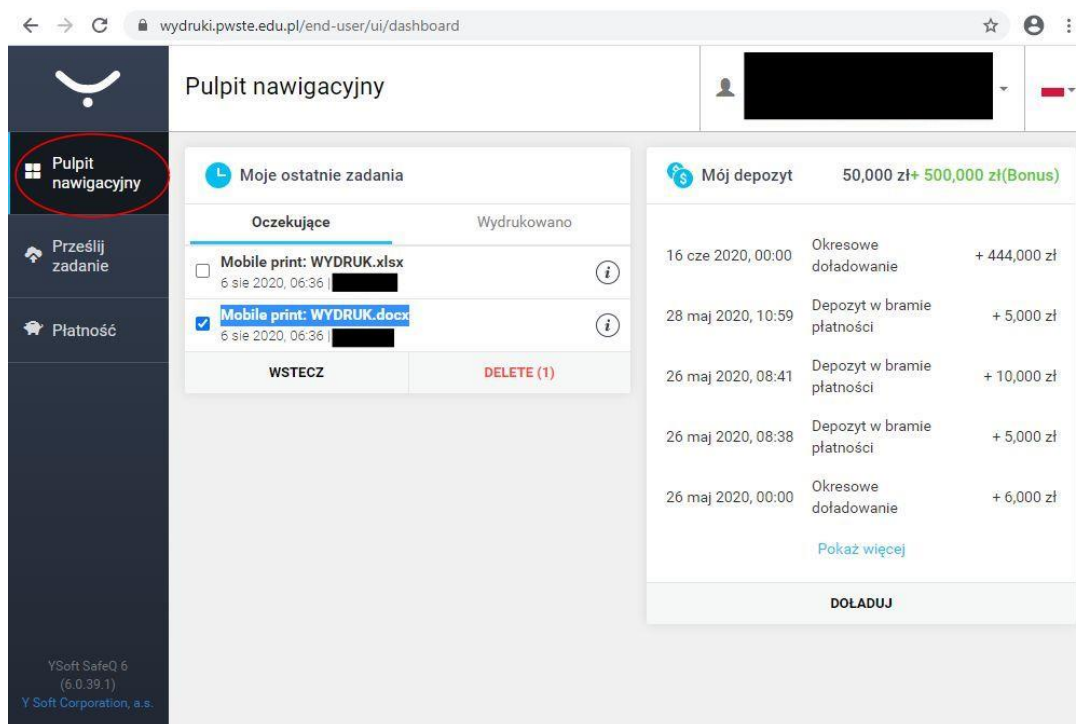 wydruki.pwste.edu.pl/end-user/ui/dashboard
Pulpit nawigacyjny
Pulpit
nawigacyjny
Prześlij
zadanie
Płatność
YSoft SafeQ 6
(6.0.39.1)
Y Soft Corporation, a.s.
Moje ostatnie zadania
Oczekujące Wydrukowano
Mobile print: WYDRUK.xlsx
6 sie 2020, 06:36 |
Mobile print: WYDRUK.docx
6 sie 2020, 06:36 |
WSTECZ DELETE (1)
Mój depozyt 50,000 zł+ 500,000 zł(Bonus)
16 cze 2020, 00:00 Okresowe doładowanie + 444,000 zł
28 maj 2020, 10:59 Depozyt w bramie płatności + 5,000 zł
26 maj 2020, 08:41 Depozyt w bramie płatności + 10,000 zł
26 maj 2020, 08:38 Depozyt w bramie płatności + 5,000 zł
26 maj 2020, 00:00 Okresowe doładowanie + 6,000 zł
Pokaż więcej
DOŁADUJ